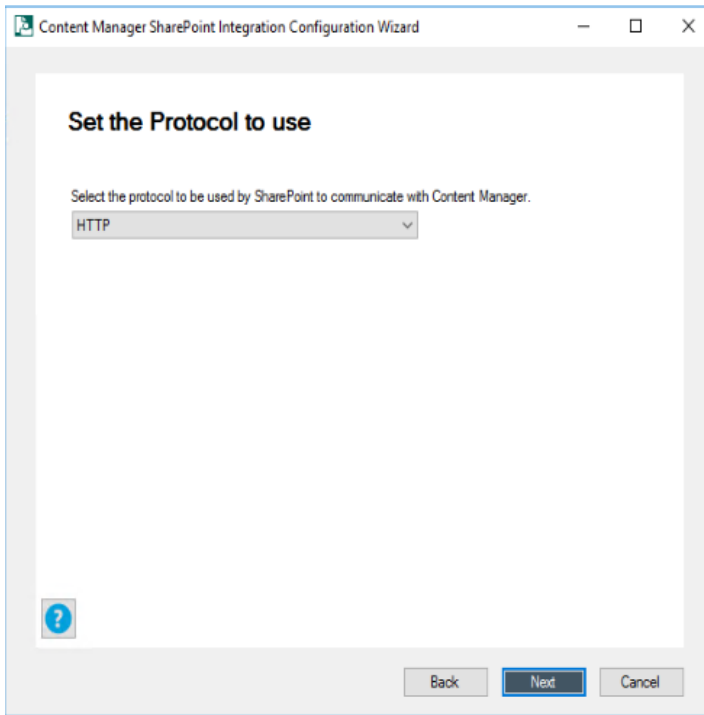 Content Manager SharePoint Integration Configuration Wizard
Set the Protocol to use
Select the protocol to be used by SharePoint to communicate with Content Manager.
HTTP
?
Back Next Cancel